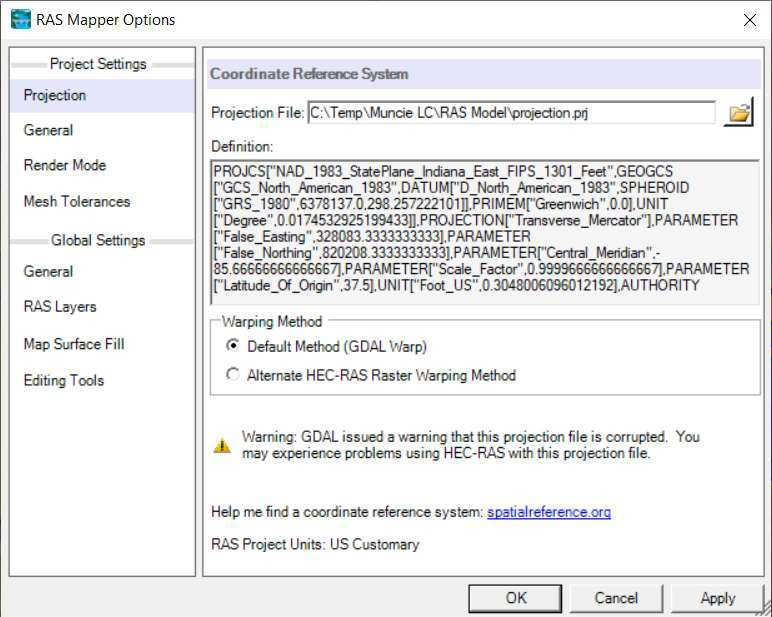 RAS Mapper Options
Project Settings
Projection
General
Render Mode
Mesh Tolerances
Global Settings
General
RAS Layers
Map Surface Fill
Editing Tools
Coordinate Reference System
Projection File: C:\Temp\Muncie LC\RAS Model\projection.prj
Definition:
PROJCS["NAD_1983_StatePlane_Indiana_East_FIPS_1301_Feet",GEOGCS
["GCS_North_American_1983",DATUM["D_North_American_1983",SPHEROID
["GRS_1980",6378137.0,298.257222101]],PRIMEM["Greenwich",0.0],UNIT
["Degree",0.0174532925199433]],PROJECTION["Transverse_Mercator"],PARAMETER
["False_Easting",328083.3333333333],PARAMETER
["False_Northing",820208.3333333333],PARAMETER["Central_Meridian",-
85.66666666666667],PARAMETER["Scale_Factor",0.9999666666666667],PARAMETER
["Latitude_Of_Origin",37.5],UNIT["Foot_US",0.3048006096012192],AUTHORITY
Warping Method
Default Method (GDAL Warp)
Alternate HEC-RAS Raster Warping Method
Warning: GDAL issued a warning that this projection file is corrupted. You
may experience problems using HEC-RAS with this projection file.
Help me find a coordinate reference system: spatialreference.org
RAS Project Units: US Customary
OK
Cancel
Apply